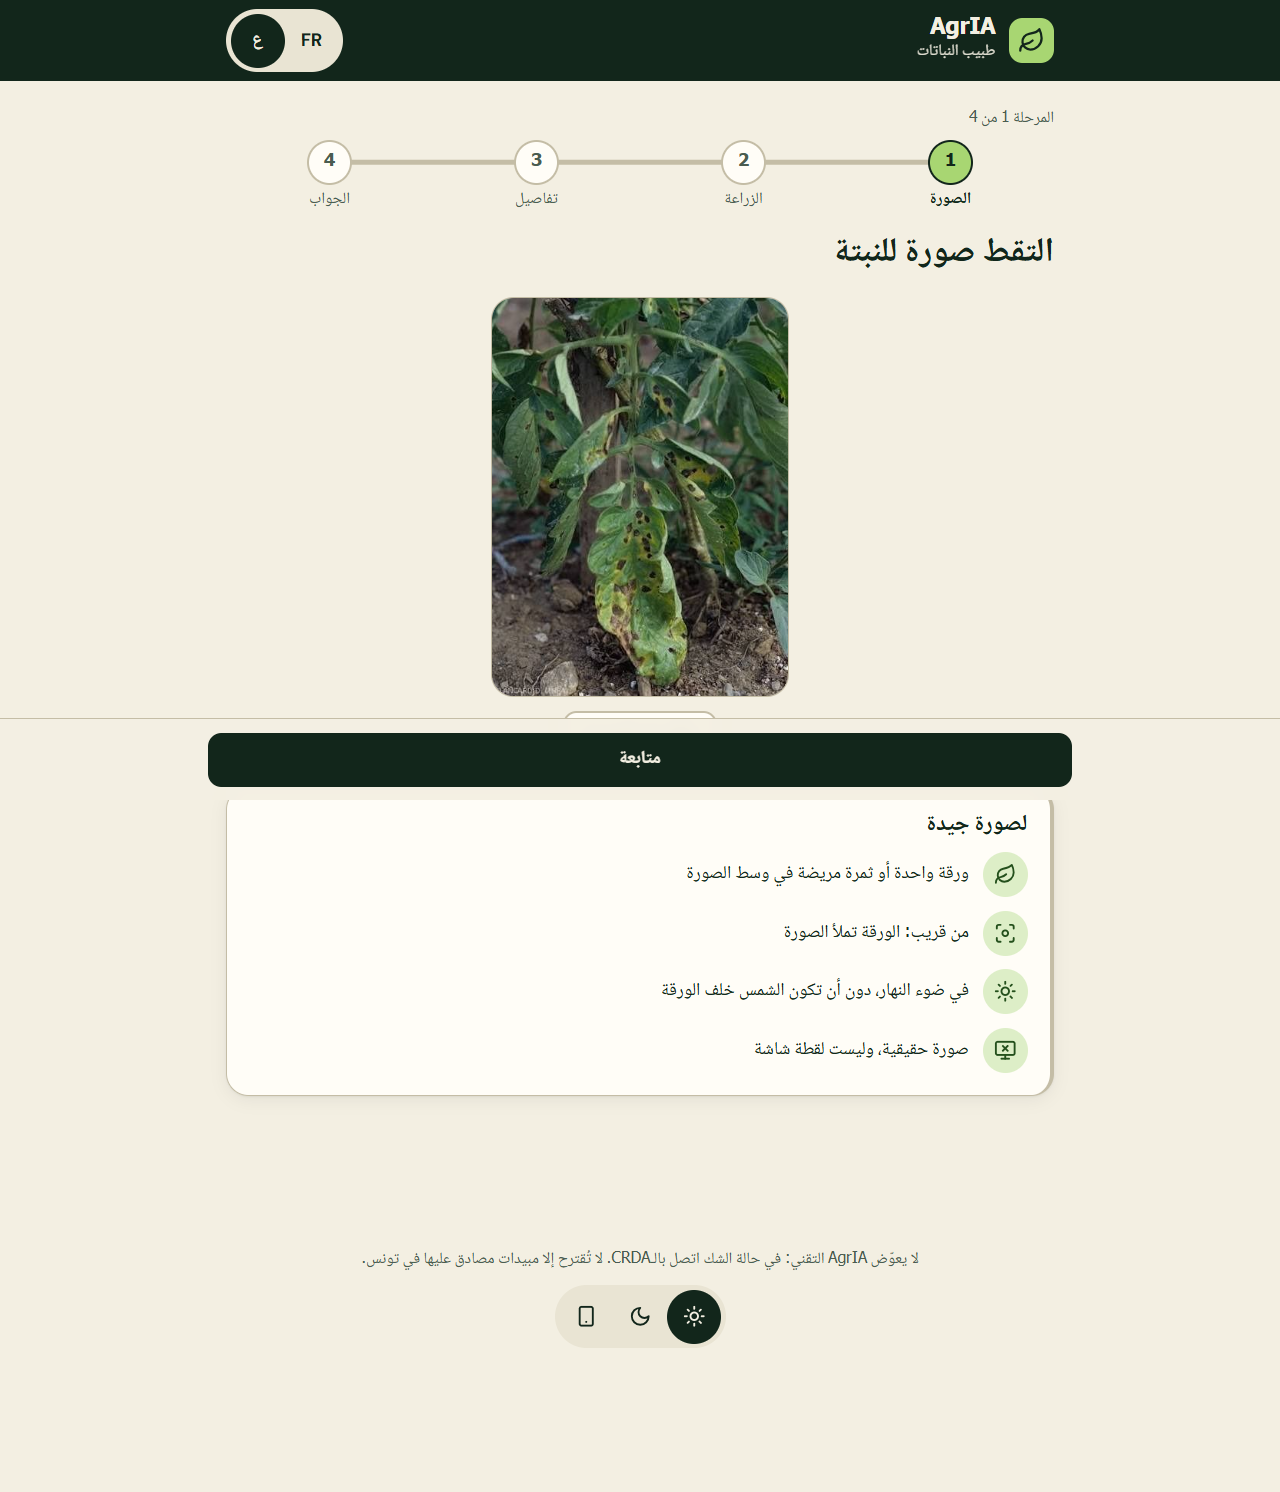 AgrIA
طبيب النباتات
FR
ع
المرحلة 1 من 4
1
2
3
4
الصورة
الزراعة
تفاصيل
الجواب
التقط صورة للنبتة
متابعة
لصورة جيدة
ورقة واحدة أو ثمرة مريضة في وسط الصورة
من قريب: الورقة تملأ الصورة
في ضوء النهار، دون أن تكون الشمس خلف الورقة
صورة حقيقية، وليست لقطة شاشة
لا يعوّض AgrIA التقني: في حالة الشك اتصل بالـCRDA. لا تُقترح إلا مبيدات مصادق عليها في تونس.